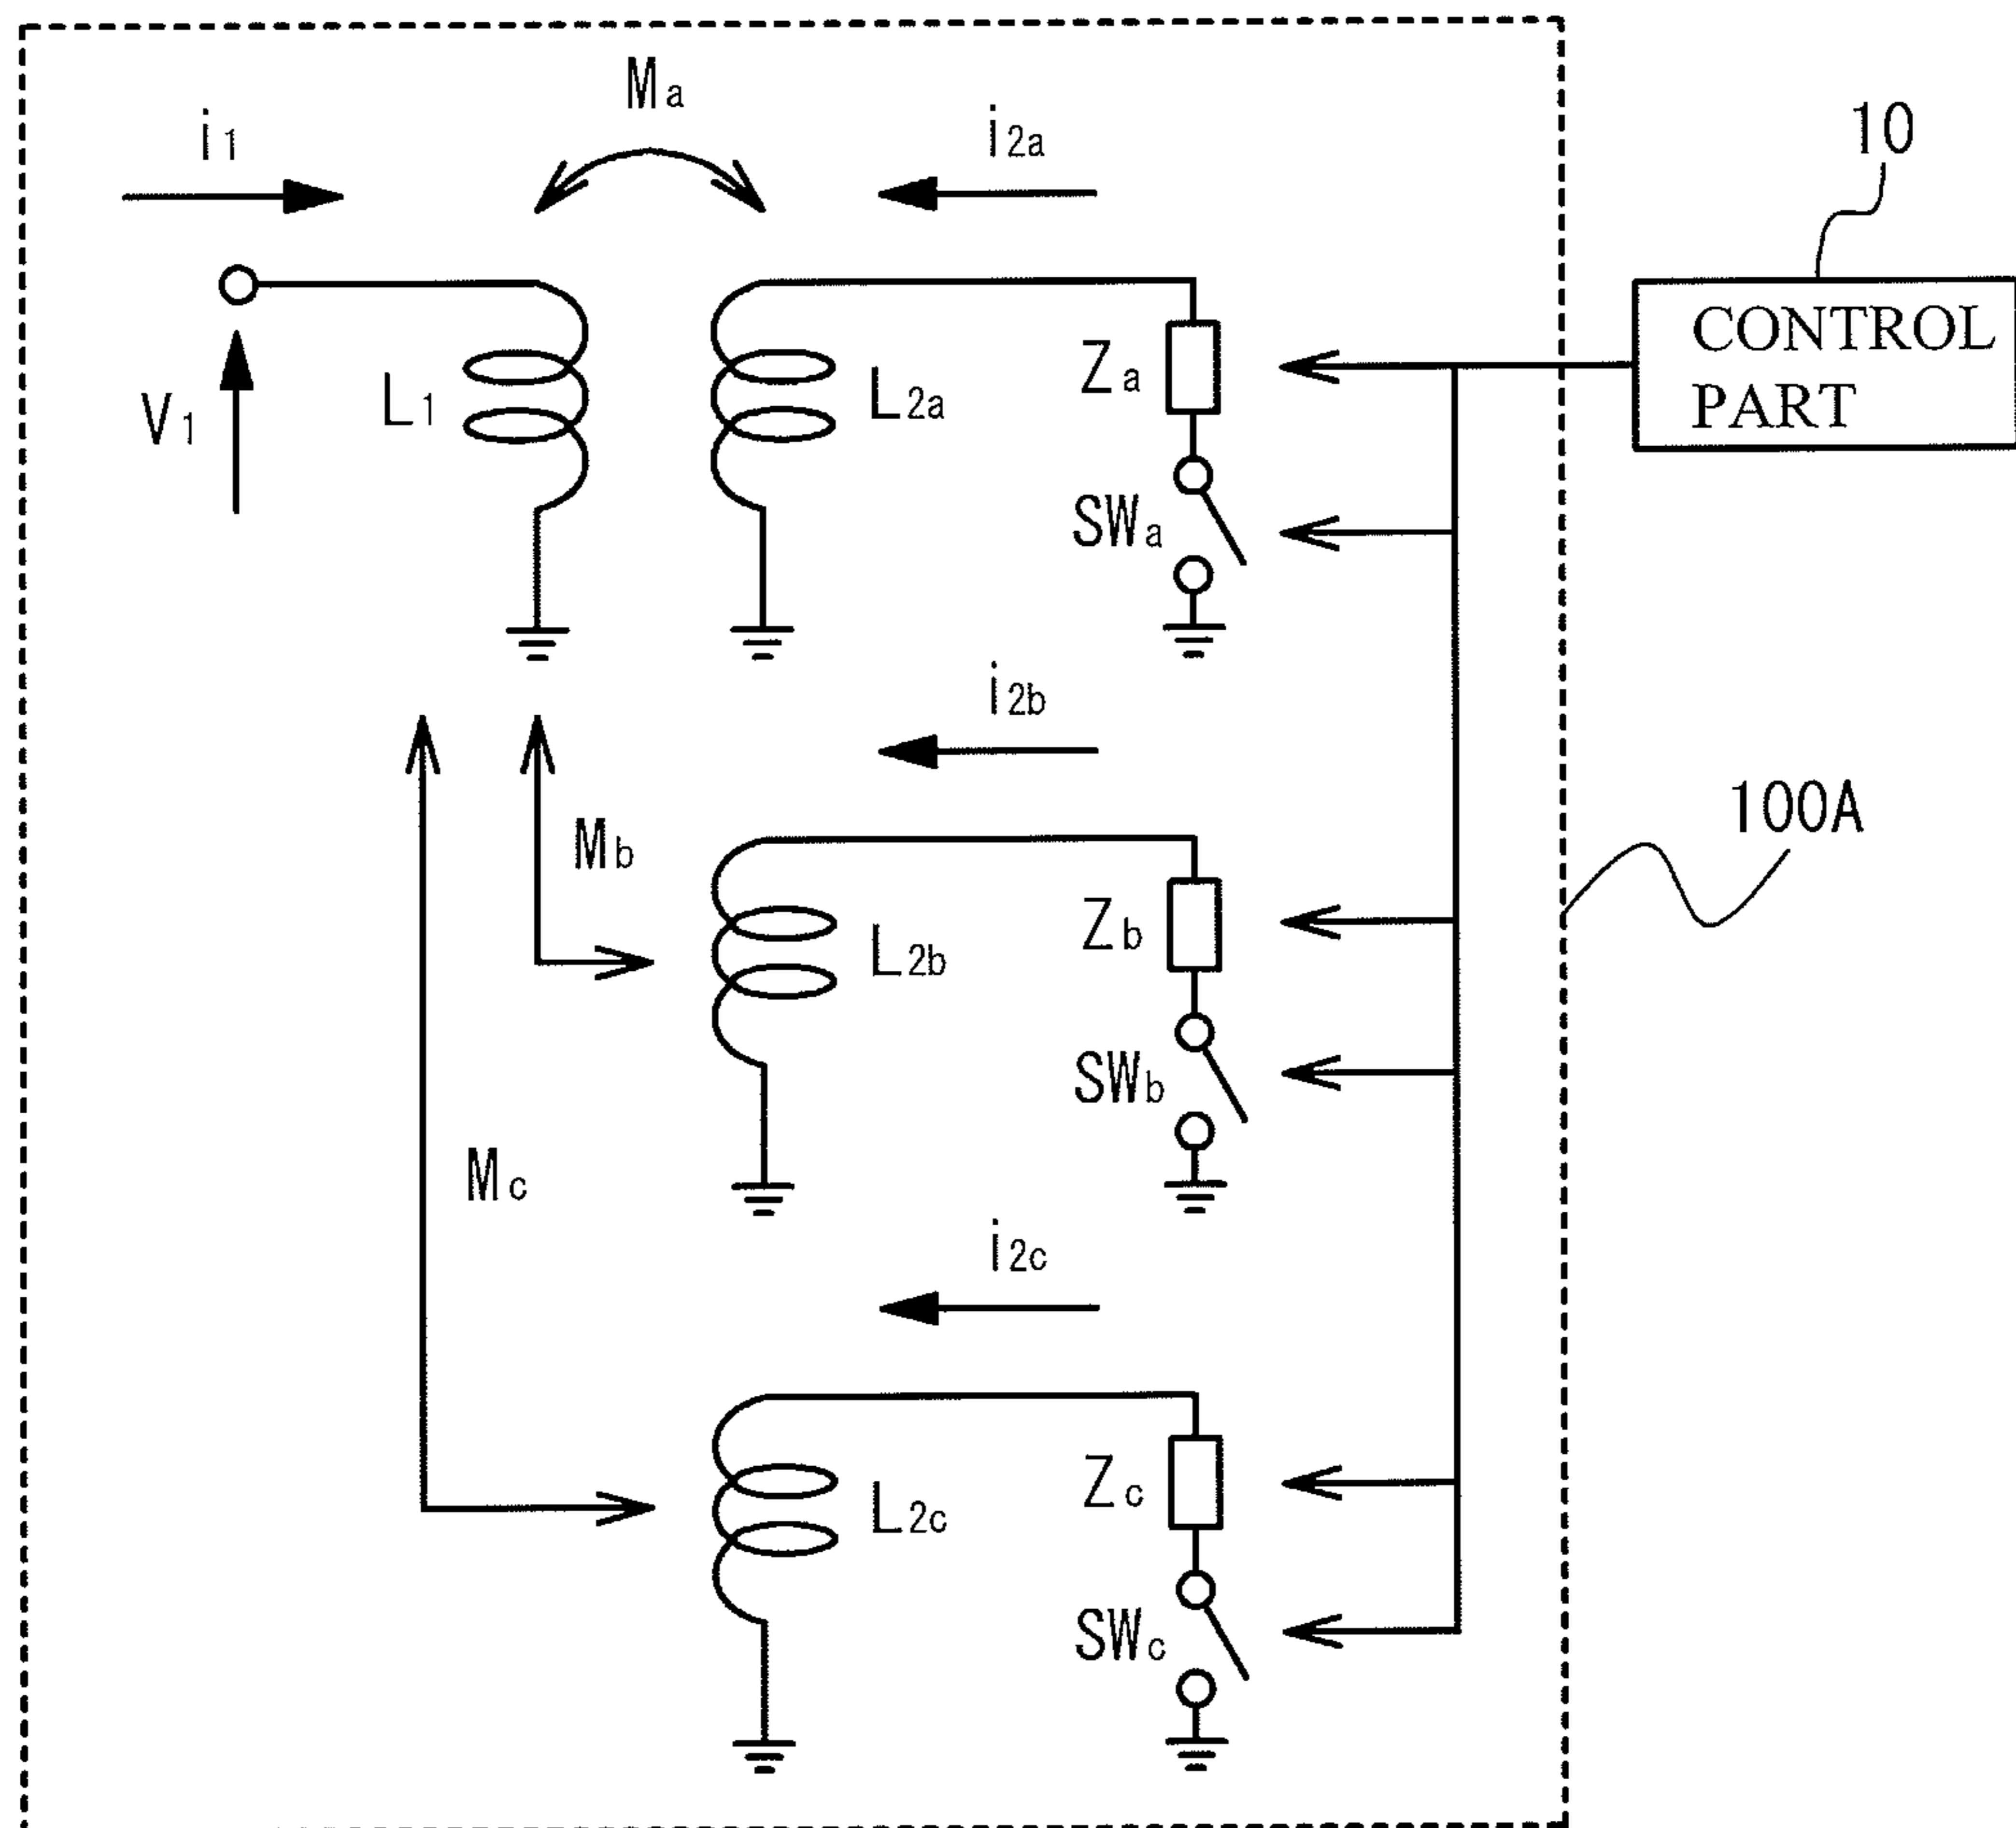 Ma
i1
i2a
10
CONTROL
PART
V1
L1
L2a
Za
SWa
i2b
100A
Mb
L2b
Zb
SWb
Mc
i2c
L2c
Zc
SWc